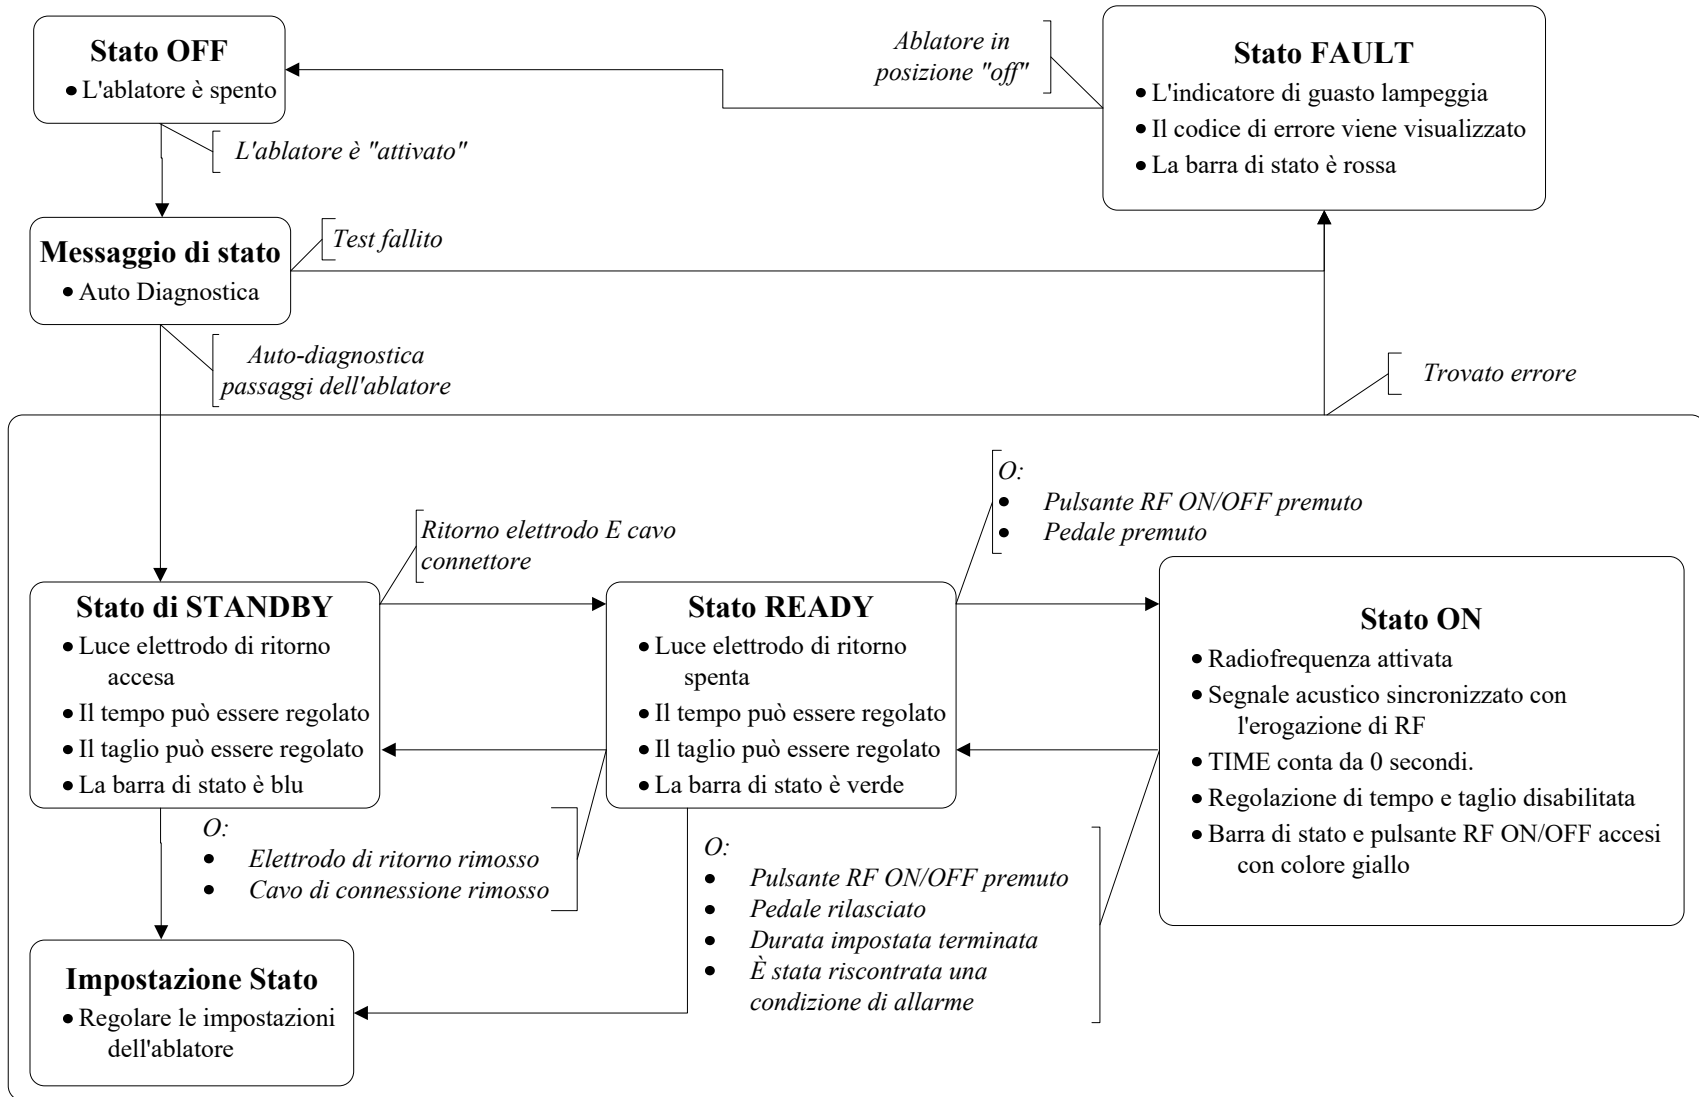 Stato OFF
• L'ablatore è spento
L'ablatore è "attivato"
Ablatore in
posizione "off"
Stato FAULT
• L'indicatore di guasto lampeggia
• Il codice di errore viene visualizzato
• La barra di stato è rossa
Messaggio di stato
• Auto Diagnostica
Test fallito
Auto-diagnostica
passaggi dell'ablatore
Trovato errore
Ritorno elettrodo E cavo
connettore
O:
• Pulsante RF ON/OFF premuto
• Pedale premuto
Stato di STANDBY
• Luce elettrodo di ritorno
accesa
• Il tempo può essere regolato
• Il taglio può essere regolato
• La barra di stato è blu
Stato READY
• Luce elettrodo di ritorno
spenta
• Il tempo può essere regolato
• Il taglio può essere regolato
• La barra di stato è verde
Stato ON
• Radiofrequenza attivata
• Segnale acustico sincronizzato con
l'erogazione di RF
• TIME conta da 0 secondi.
• Regolazione di tempo e taglio disabilitata
• Barra di stato e pulsante RF ON/OFF accesi
con colore giallo
O:
• Elettrodo di ritorno rimosso
• Cavo di connessione rimosso
O:
• Pulsante RF ON/OFF premuto
• Pedale rilasciato
• Durata impostata terminata
• È stata riscontrata una
condizione di allarme
Impostazione Stato
• Regolare le impostazioni
dell'ablatore